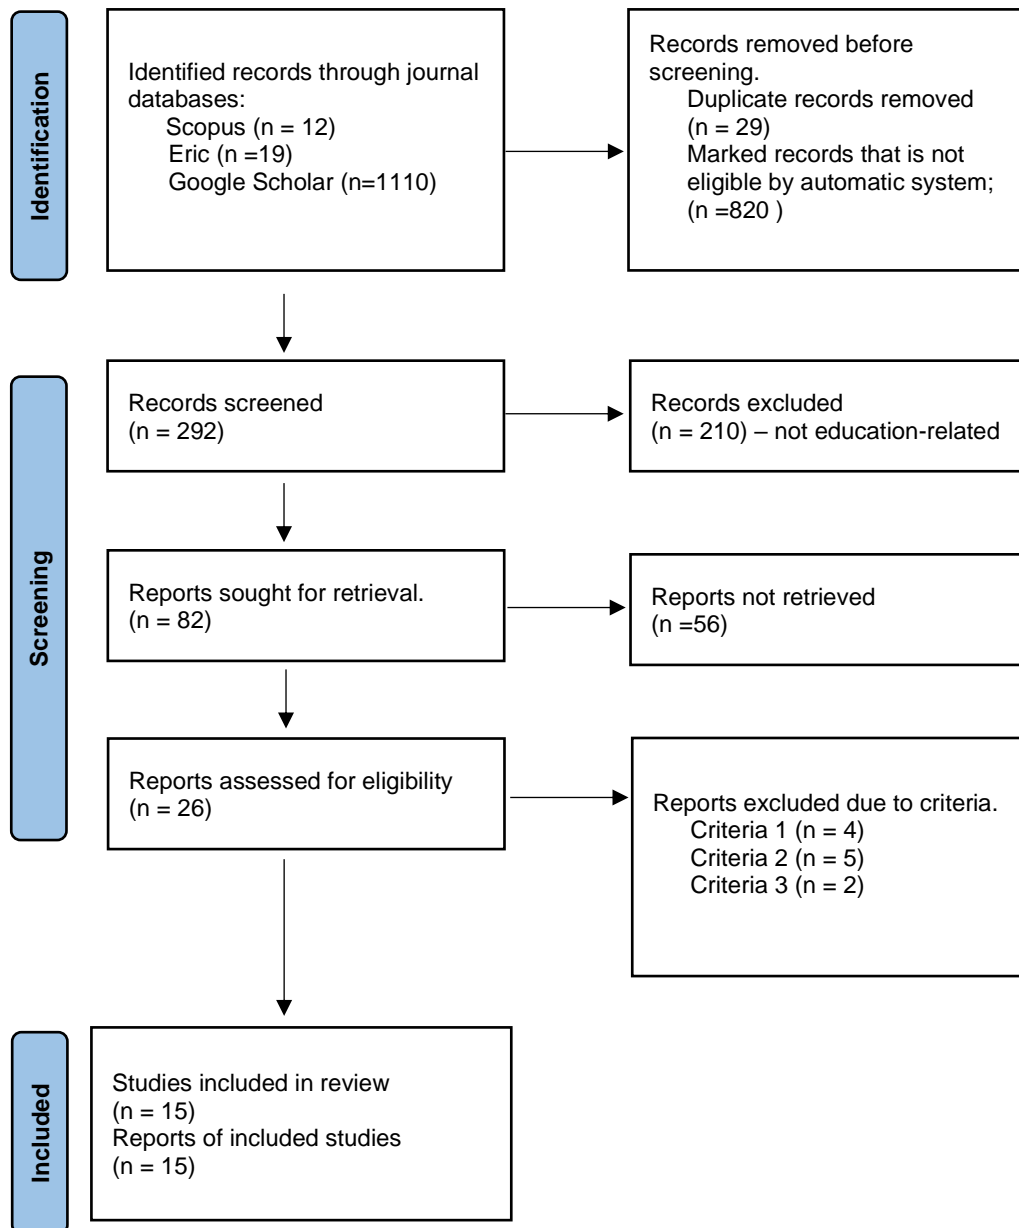 Identification
Identified records through journal
databases:
Scopus (n = 12)
Eric (n =19)
Google Scholar (n=1110)
Records removed before
screening.
Duplicate records removed
(n = 29)
Marked records that is not
eligible by automatic system;
(n =820 )
Screening
Records screened
(n = 292)
Records excluded
(n = 210) – not education-related
Reports sought for retrieval.
(n = 82)
Reports not retrieved
(n =56)
Reports assessed for eligibility
(n = 26)
Reports excluded due to criteria.
Criteria 1 (n = 4)
Criteria 2 (n = 5)
Criteria 3 (n = 2)
Included
Studies included in review
(n = 15)
Reports of included studies
(n = 15)